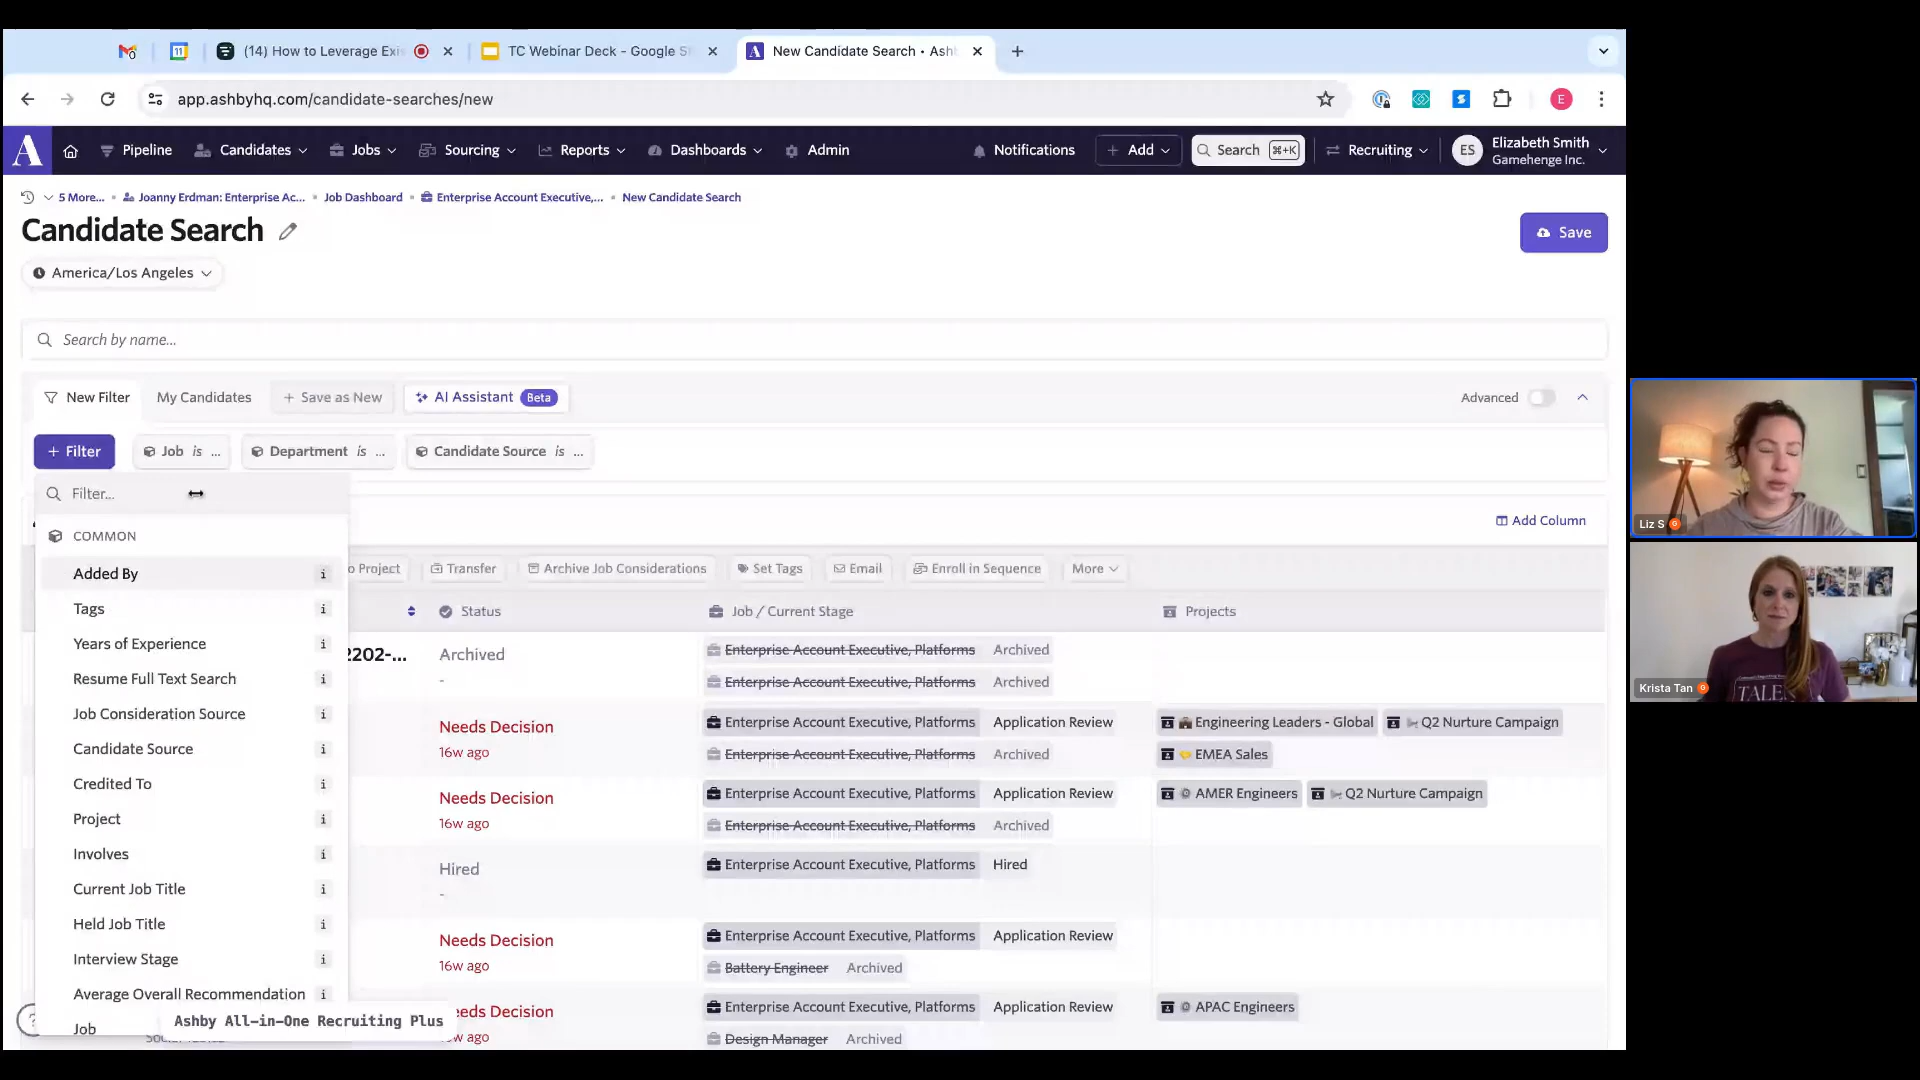 (14) How to Leverage Exi
TC Webinar Deck - Google S
New Candidate Search • Ash
app.ashbyhq.com/candidate-searches/new
E
A
Pipeline
Candidates
Jobs
Sourcing
Reports
Dashboards
Admin
Notifications
+ Add
Search ⌘+K
Recruiting
ES
Elizabeth Smith
Gamehenge Inc.
5 More...
Joanny Erdman: Enterprise Ac...
Job Dashboard
Enterprise Account Executive,...
New Candidate Search
Candidate Search
Save
America/Los Angeles
Search by name...
New Filter
My Candidates
+ Save as New
AI Assistant Beta
Advanced
+ Filter
Job is ...
Department is ...
Candidate Source is ...
Filter...
Add Column
COMMON
o Project
Transfer
Archive Job Considerations
Set Tags
Email
Enroll in Sequence
More
Added By
Tags
Years of Experience
Resume Full Text Search
Job Consideration Source
Candidate Source
Credited To
Project
Involves
Current Job Title
Held Job Title
Interview Stage
Average Overall Recommendation
Job
Status
Job / Current Stage
Projects
2202-...
Archived
-
Enterprise Account Executive, Platforms Archived
Enterprise Account Executive, Platforms Archived
Needs Decision
16w ago
Enterprise Account Executive, Platforms Application Review
Enterprise Account Executive, Platforms Archived
Engineering Leaders - Global
Q2 Nurture Campaign
EMEA Sales
Needs Decision
16w ago
Enterprise Account Executive, Platforms Application Review
Enterprise Account Executive, Platforms Archived
AMER Engineers
Q2 Nurture Campaign
Hired
-
Enterprise Account Executive, Platforms Hired
Needs Decision
16w ago
Enterprise Account Executive, Platforms Application Review
Battery Engineer Archived
eeds Decision
w ago
Enterprise Account Executive, Platforms Application Review
Design Manager Archived
APAC Engineers
Ashby All-in-One Recruiting Plus
Liz S
Krista Tan
TALEN